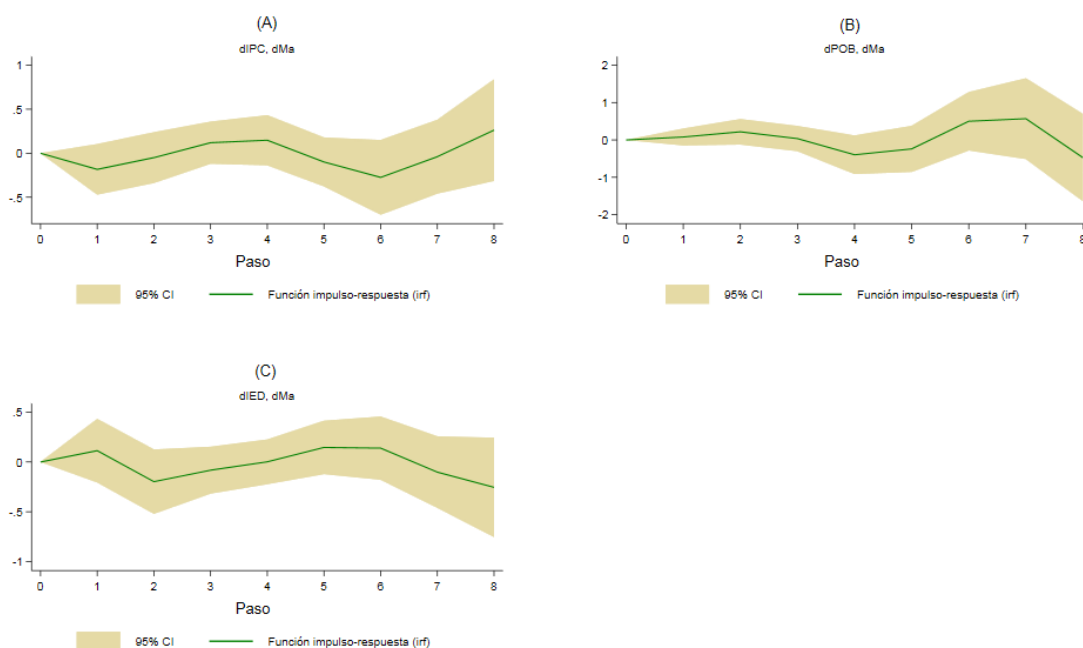 (A)
dIPC, dMa
1
.5
0
-.5
0 1 2 3 4 5 6 7 8
Paso
95% CI Función impulso-respuesta (irf)
(B)
dPOB, dMa
2
1
0
-1
-2
0 1 2 3 4 5 6 7 8
Paso
95% CI Función impulso-respuesta (irf)
(C)
dIED, dMa
.5
0
-.5
-1
0 1 2 3 4 5 6 7 8
Paso
95% CI Función impulso-respuesta (irf)